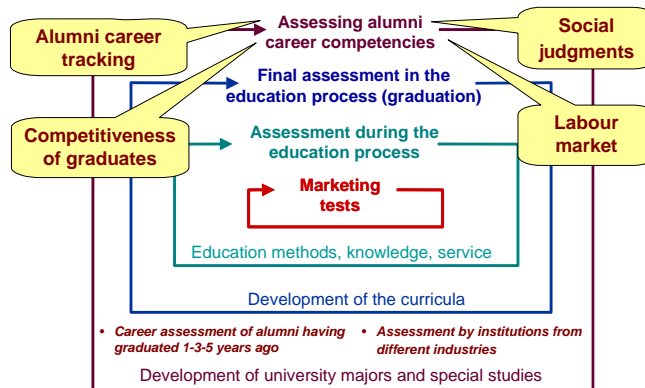 Alumni career
tracking
Assessing alumni
career competencies
Social
judgments
Final assessment in the
education process (graduation)
Competitiveness
of graduates
Assessment during the
education process
Labour
market
Marketing
tests
Education methods, knowledge, service
Development of the curricula
• Career assessment of alumni having
graduated 1-3-5 years ago
• Assessment by institutions from
different industries
Development of university majors and special studies